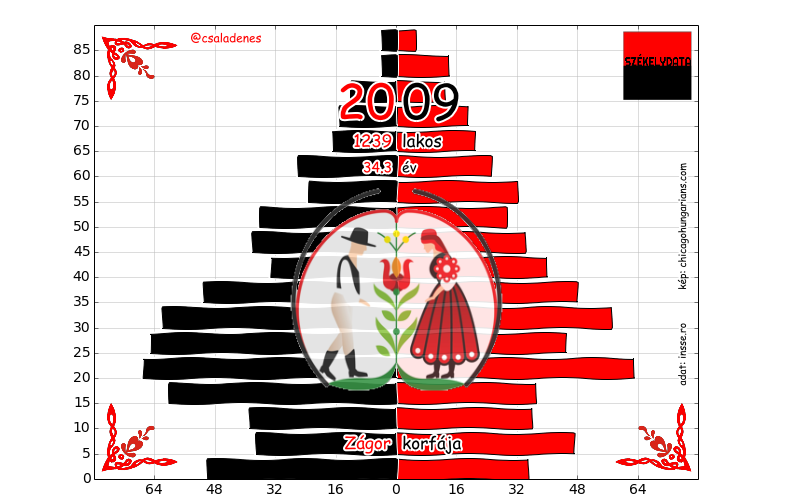 @csaladenes
SZÉKELYDATA
2009
1239 lakos
34.3 év
kép: chicagohungarians.com
adat: insse.ro
Zágor korfája
85
80
75
70
65
60
55
50
45
40
35
30
25
20
15
10
5
0
64 48 32 16 0 16 32 48 64